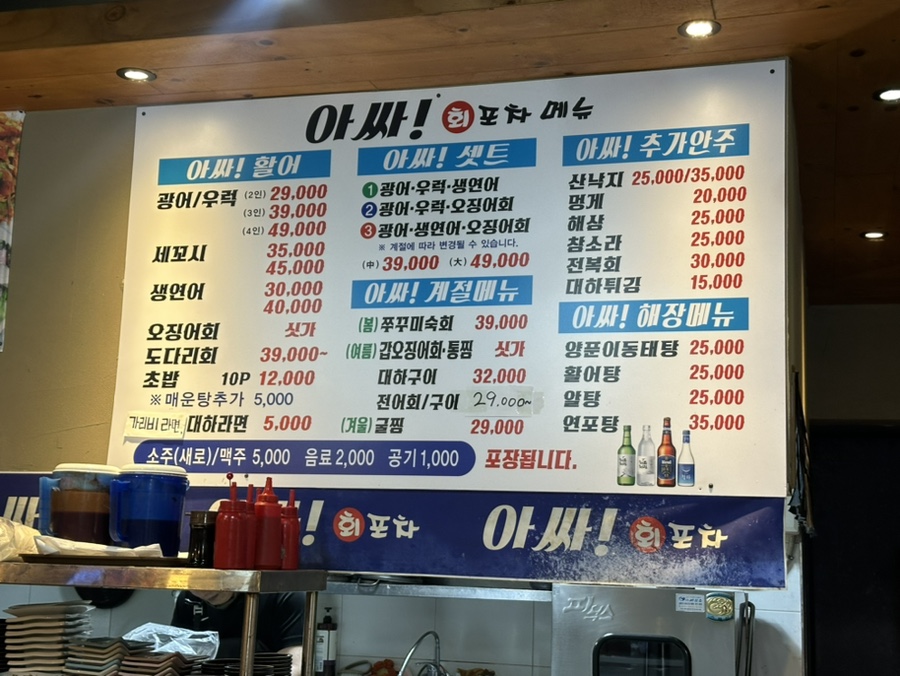 아싸! 회 포차 메뉴
아싸! 활어
광어/우럭 (2인) 29,000
(3인) 39,000
(4인) 49,000
세꼬시 35,000
45,000
생연어 30,000
40,000
오징어회 싯가
도다리회 39,000~
초밥 10P 12,000
※매운탕추가 5,000
가리비 라면, 대하라면 5,000
아싸! 셋트
1 광어·우럭·생연어
2 광어·우럭·오징어회
3 광어·생연어·오징어회
※ 계절에 따라 변경될 수 있습니다.
(中) 39,000 (大) 49,000
아싸! 계절메뉴
(봄) 쭈꾸미숙회 39,000
(여름) 갑오징어회·통찜 싯가
대하구이 32,000
전어회/구이 29.000~
(겨울) 굴찜 29,000
아싸! 추가안주
산낙지 25,000/35,000
멍게 20,000
해삼 25,000
참소라 25,000
전복회 30,000
대하튀김 15,000
아싸! 해장메뉴
양푼이동태탕 25,000
활어탕 25,000
알탕 25,000
연포탕 35,000
소주(새로)/맥주 5,000 음료 2,000 공기 1,000
포장됩니다.
싸! 회 포차
아싸! 회 포차